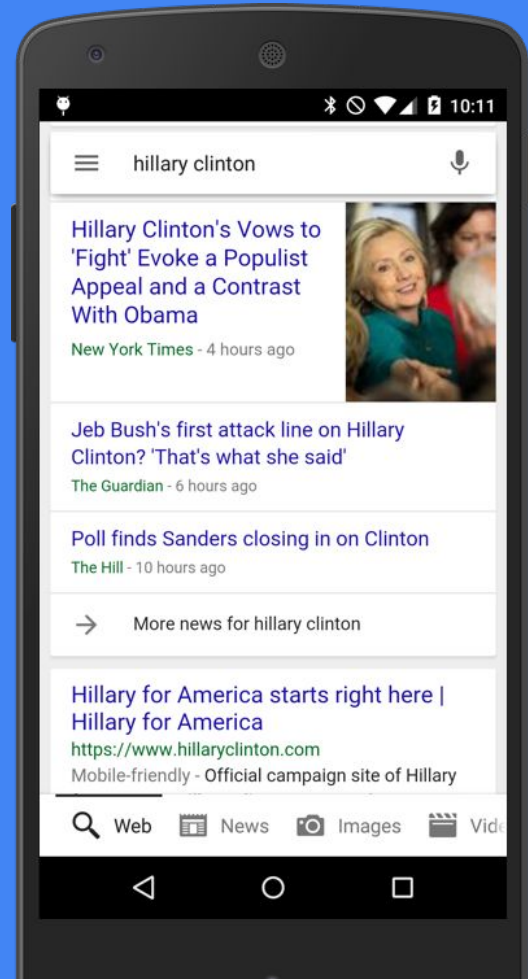 10:11
hillary clinton
Hillary Clinton's Vows to
'Fight' Evoke a Populist
Appeal and a Contrast
With Obama
New York Times - 4 hours ago
Jeb Bush's first attack line on Hillary
Clinton? 'That's what she said'
The Guardian - 6 hours ago
Poll finds Sanders closing in on Clinton
The Hill - 10 hours ago
More news for hillary clinton
Hillary for America starts right here |
Hillary for America
https://www.hillaryclinton.com
Mobile-friendly - Official campaign site of Hillary
Web News Images Vide